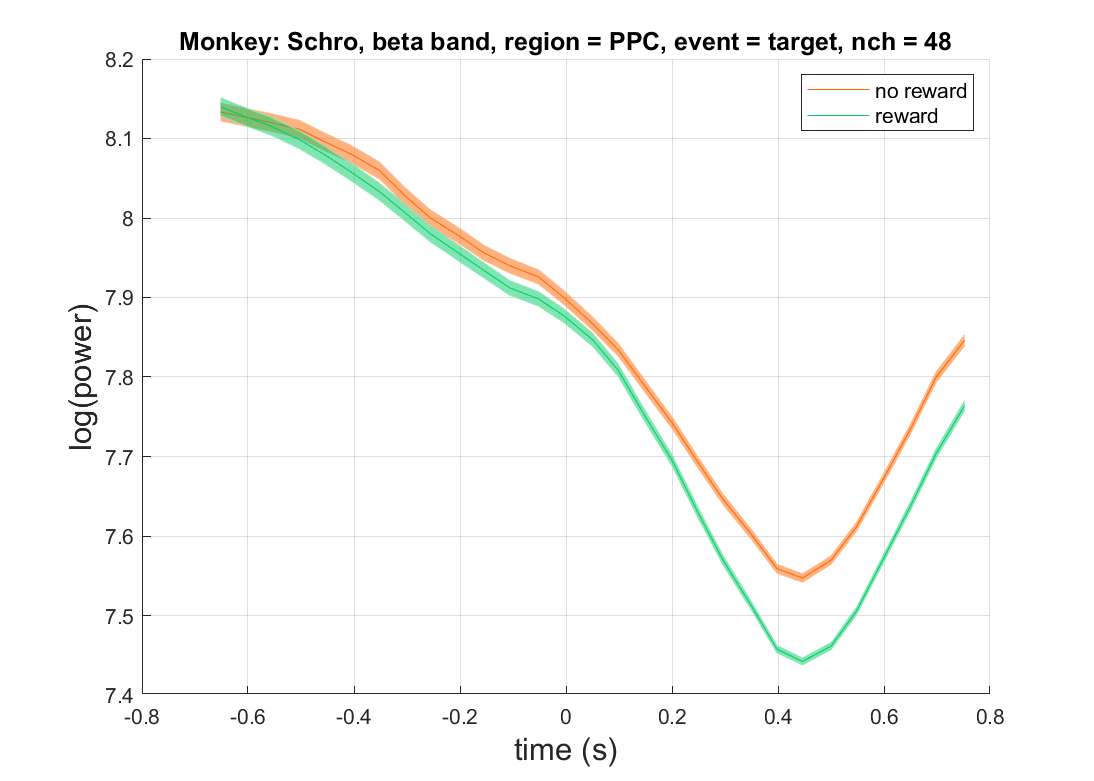 Monkey: Schro, beta band, region = PPC, event = target, nch = 48
8.2
8.1
8
7.9
7.8
7.7
7.6
7.5
7.4
log(power)
no reward
reward
-0.8 -0.6 -0.4 -0.2 0 0.2 0.4 0.6 0.8
time (s)